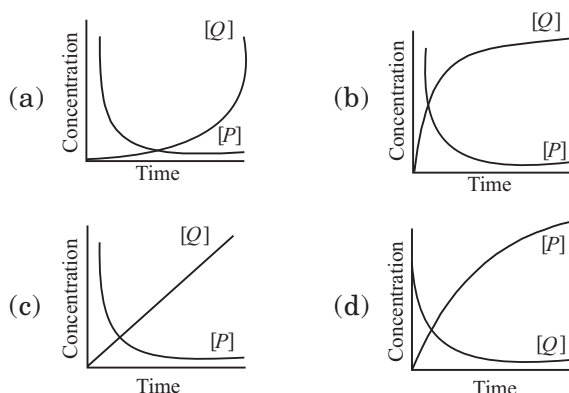 (a)
Concentration
[Q]
[P]
Time
(b)
Concentration
[Q]
[P]
Time
(c)
Concentration
[Q]
[P]
Time
(d)
Concentration
[P]
[Q]
Time